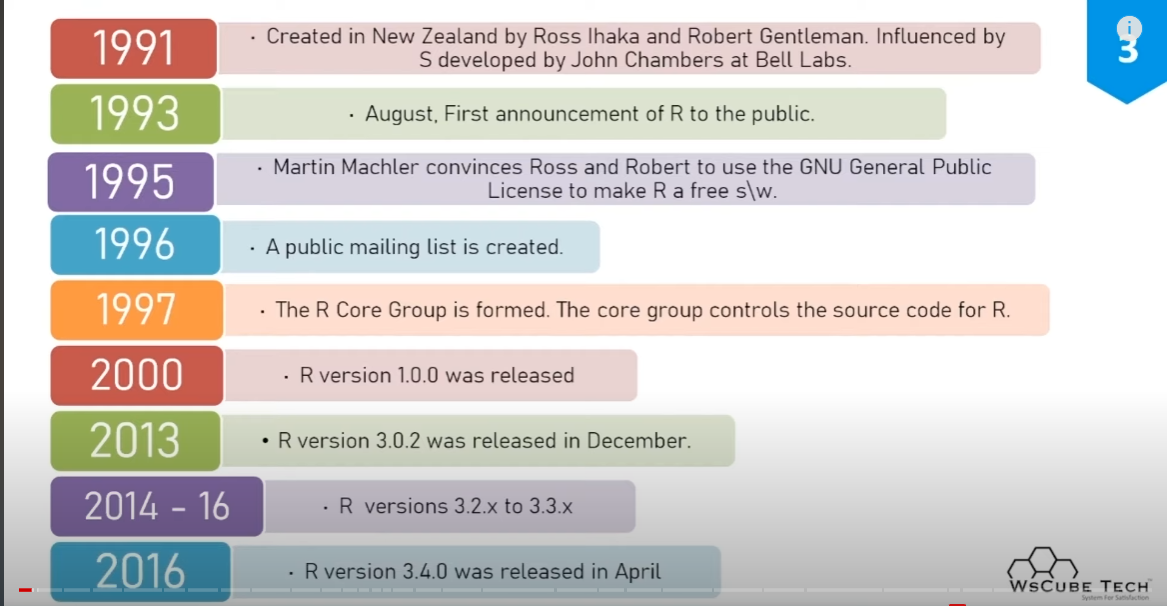 1991
· Created in New Zealand by Ross Ihaka and Robert Gentleman. Influenced by
S developed by John Chambers at Bell Labs.
3
1993
· August, First announcement of R to the public.
1995
· Martin Machler convinces Ross and Robert to use the GNU General Public
License to make R a free s\w.
1996
· A public mailing list is created.
1997
· The R Core Group is formed. The core group controls the source code for R.
2000
· R version 1.0.0 was released
2013
• R version 3.0.2 was released in December.
2014 - 16
· R versions 3.2.x to 3.3.x
2016
· R version 3.4.0 was released in April
WSCUBE TECH
System For Satisfaction